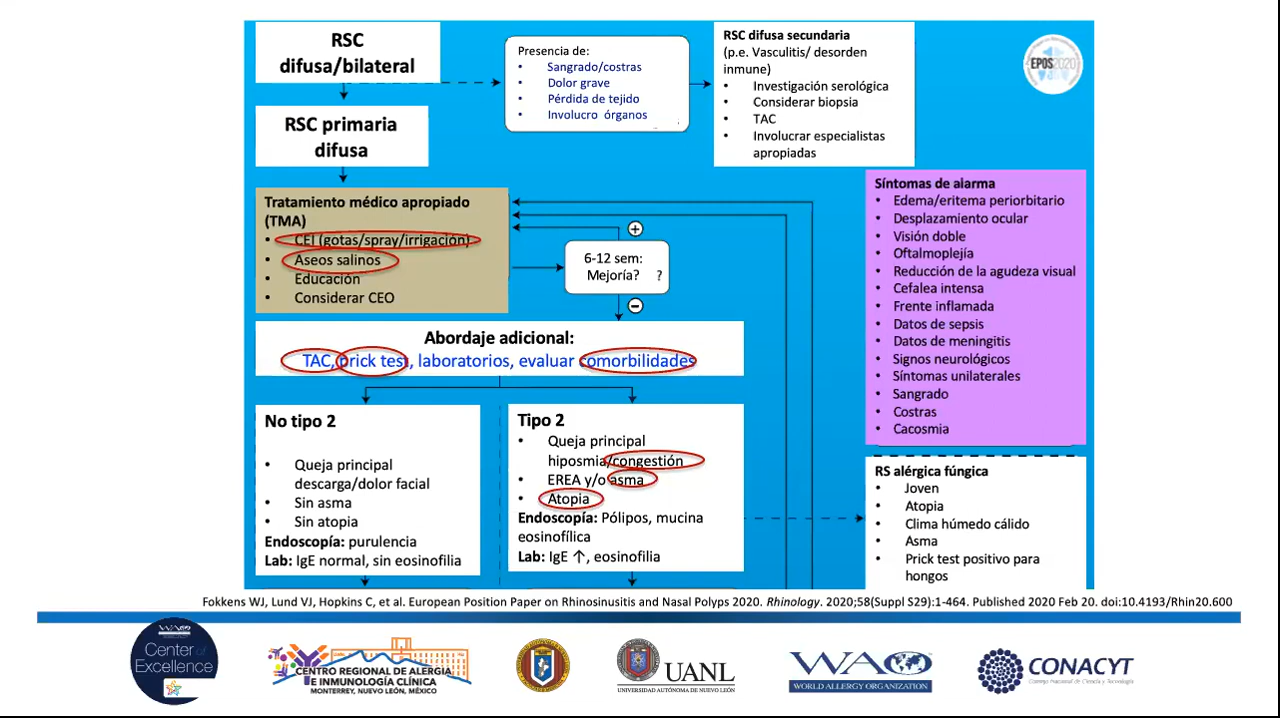 RSC
difusa/bilateral
Presencia de:
• Sangrado/costras
• Dolor grave
• Pérdida de tejido
• Involucro órganos
RSC difusa secundaria
(p.e. Vasculitis/ desorden
inmune)
• Investigación serológica
• Considerar biopsia
• TAC
• Involucrar especialistas
apropiadas
EPOS2020
RSC primaria
difusa
Tratamiento médico apropiado
(TMA)
• CEI (gotas/spray/irrigación)
• Aseos salinos
• Educación
• Considerar CEO
+
6-12 sem:
Mejoría? ?
−
Abordaje adicional:
TAC, prick test, laboratorios, evaluar comorbilidades
No tipo 2
• Queja principal
descarga/dolor facial
• Sin asma
• Sin atopia
Endoscopía: purulencia
Lab: IgE normal, sin eosinofilia
Tipo 2
• Queja principal
hiposmia/congestión
• EREA y/o asma
• Atopia
Endoscopía: Pólipos, mucina
eosinofílica
Lab: IgE ↑, eosinofilia
Síntomas de alarma
• Edema/eritema periorbitario
• Desplazamiento ocular
• Visión doble
• Oftalmoplejía
• Reducción de la agudeza visual
• Cefalea intensa
• Frente inflamada
• Datos de sepsis
• Datos de meningitis
• Signos neurológicos
• Síntomas unilaterales
• Sangrado
• Costras
• Cacosmia
RS alérgica fúngica
• Joven
• Atopia
• Clima húmedo cálido
• Asma
• Prick test positivo para
hongos
Fokkens WJ, Lund VJ, Hopkins C, et al. European Position Paper on Rhinosinusitis and Nasal Polyps 2020. Rhinology. 2020;58(Suppl S29):1-464. Published 2020 Feb 20. doi:10.4193/Rhin20.600
WAO
Center of
Excellence
CENTRO REGIONAL DE ALERGIA
E INMUNOLOGÍA CLÍNICA
MONTERREY, NUEVO LEÓN, MÉXICO
UANL
UNIVERSIDAD AUTÓNOMA DE NUEVO LEÓN
WAO
WORLD ALLERGY ORGANIZATION
CONACYT
Consejo Nacional de Ciencia y Tecnología